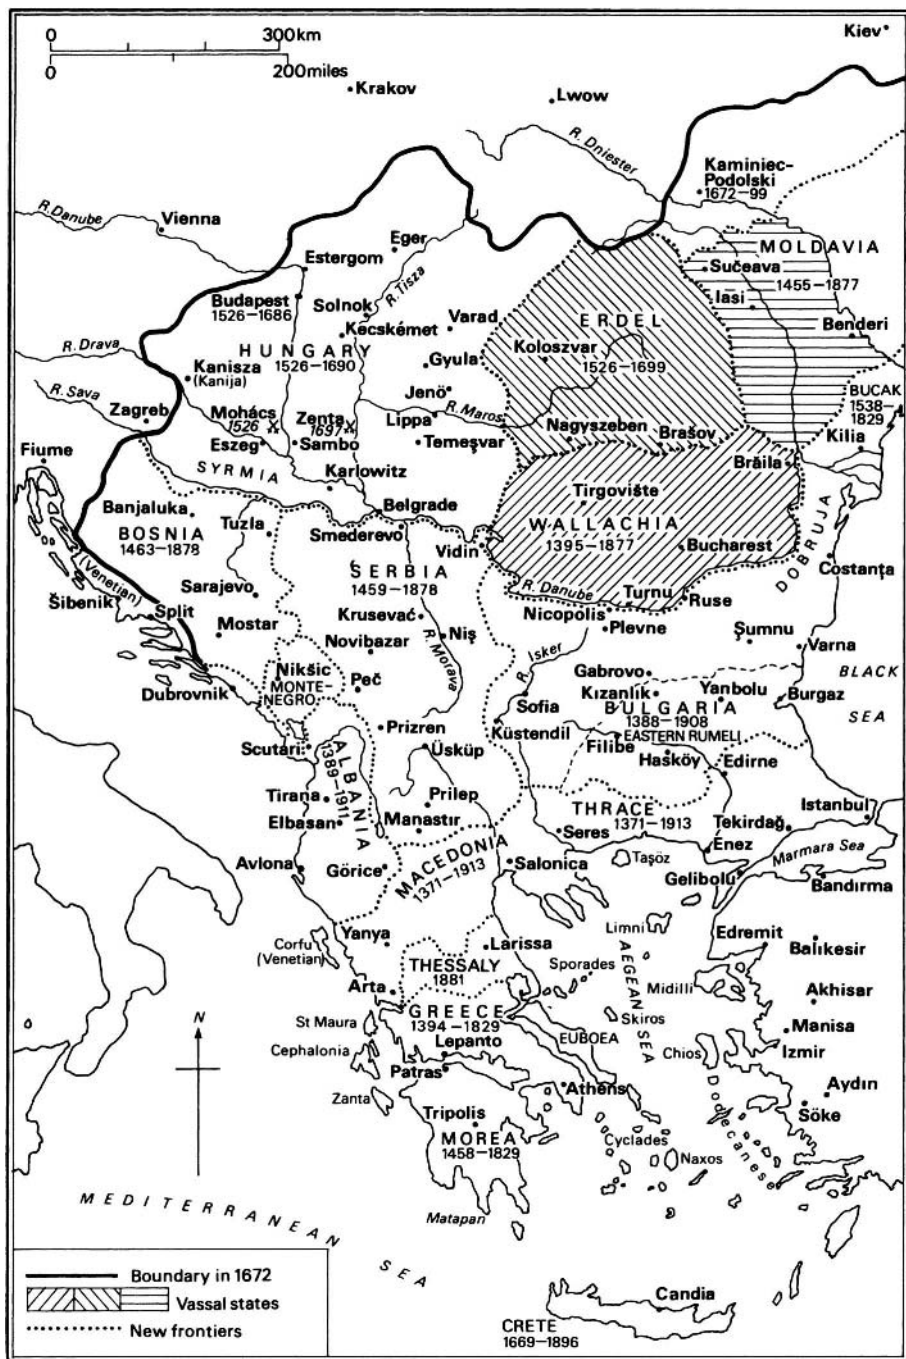 0 300km
0 200miles
Kiev
Krakov
Lwow
R. Dniester
Kaminiec-
Podolski
1672–99
R. Danube
Vienna
Eger
Estergom
R. Tisza
MOLDAVIA
Sučeava
1455–1877
Iasi
Budapest
1526–1686
Solnok
Kecskémet
Varad
ERDEL
1526–1699
Koloszvar
Benderi
R. Drava
HUNGARY
1526–1690
Kanisza
(Kanija)
Gyula
Jenö
R. Sava
Zagreb
Mohács
1526
Zenta
1697
Lippa
R. Maros
Nagyszeben
Brašov
BUCAK
1538–
1829
Kilia
Fiume
Eszeg
Sambo
Temeşvar
SYRMIA
Karlowitz
Brăila
Banjaluka
BOSNIA
1463–1878
Tuzla
Belgrade
Smederevo
Tirgovište
WALLACHIA
1395–1877
Vidin
Bucharest
DOBRUJA
Costanţa
(Venetian)
Sarajevo
SERBIA
1459–1878
R. Danube
Turnu
Ruse
Šibenik
Split
Mostar
Krusevać
Nicopolis
Plevne
Novibazar
Niş
R. Morava
R. Isker
Şumnu
Varna
Nikšic
MONTE-
NEGRO
Peč
Gabrovo
BLACK
SEA
Dubrovnik
Sofia
Kızanlık
Yanbolu
Burgaz
BULGARIA
1388–1908
Prizren
Küstendil
EASTERN RUMELI
Filibe
Scutari
ALBANIA
1389–1911
Üsküp
Hasköy
Edirne
Tirana
Prilep
THRACE
1371–1913
Istanbul
Elbasan
Manastır
Seres
Tekirdağ
MACEDONIA
1371–1913
Enez
Marmara Sea
Avlona
Görice
Salonica
Taşöz
Gelibolu
Bandırma
Yanya
Limni
Edremit
Balıkesir
Corfu
(Venetian)
Larissa
AEGEAN SEA
THESSALY
1881
Sporades
Midilli
Akhisar
Arta
GREECE
1394–1829
Skiros
Manisa
N
St Maura
Lepanto
EUBOEA
Izmir
Cephalonia
Chios
Patras
Athens
Aydın
Zanta
Söke
Tripolis
MOREA
1458–1829
Cyclades
Naxos
Dodecanese
MEDITERRANEAN SEA
Matapan
Boundary in 1672
Vassal states
New frontiers
Candia
CRETE
1669–1896